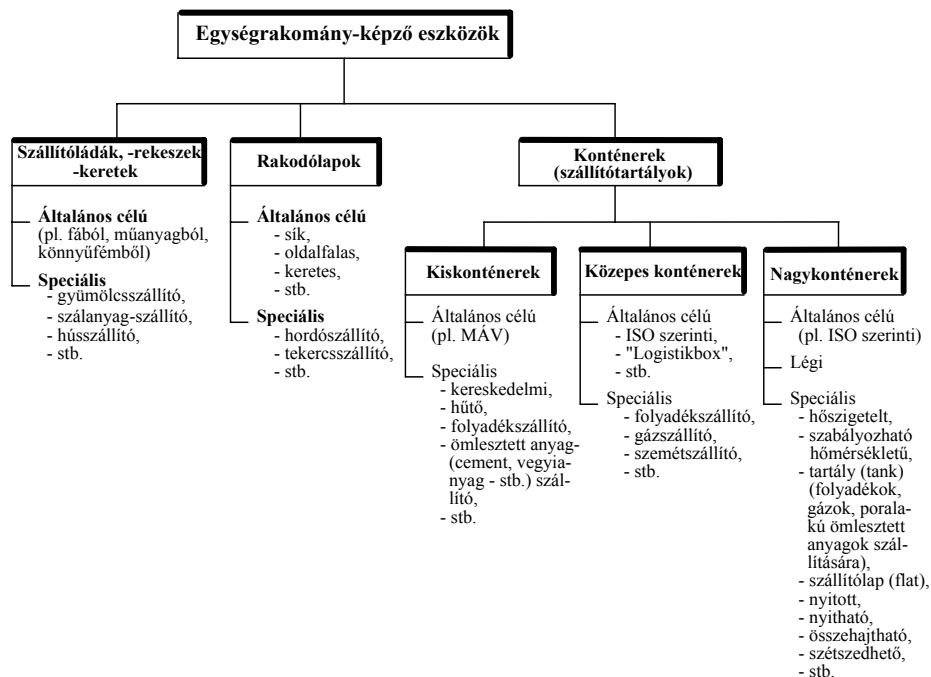 Egységrakomány-képző eszközök
Szállítóládák, -rekeszek
-keretek
Általános célú
(pl. fából, műanyagból,
könnyűfémből)
Speciális
- gyümölcsszállító,
- szálanyag-szállító,
- hússzállító,
- stb.
Rakodólapok
Általános célú
- sík,
- oldalfalas,
- keretes,
- stb.
Speciális
- hordószállító,
- tekercsszállító,
- stb.
Konténerek
(szállítótartályok)
Kiskonténerek
Általános célú
(pl. MÁV)
Speciális
- kereskedelmi,
- hűtő,
- folyadékszállító,
- ömlesztett anyag-
(cement, vegyia-
nyag - stb.) szál-
lító,
- stb.
Közepes konténerek
Általános célú
- ISO szerinti,
- "Logistikbox",
- stb.
Speciális
- folyadékszállító,
- gázszállító,
- szemétszállító,
- stb.
Nagykonténerek
Általános célú
(pl. ISO szerinti)
Légi
Speciális
- hőszigetelt,
- szabályozható
hőmérsékletű,
- tartály (tank)
(folyadékok,
gázok, porala-
kú ömlesztett
anyagok szál-
lítására),
- szállítólap (flat),
- nyitott,
- nyitható,
- összehajtható,
- szétszedhető,
- stb.